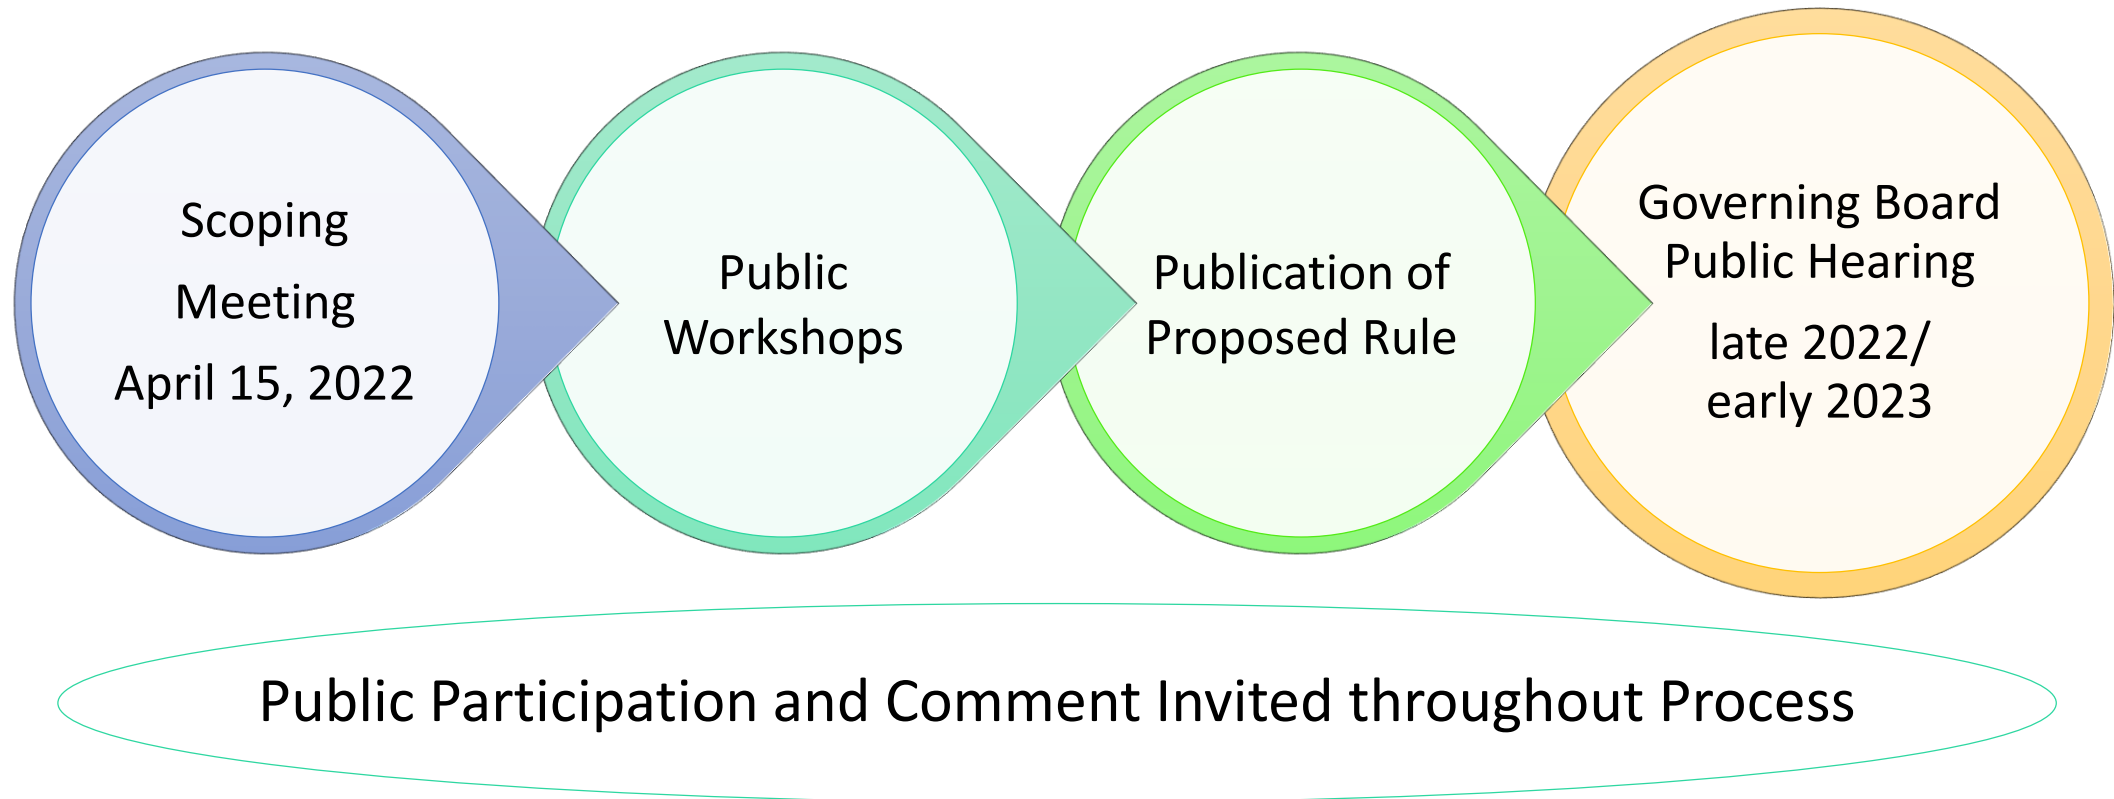 Scoping
Meeting
April 15, 2022
Public
Workshops
Publication of
Proposed Rule
Governing Board
Public Hearing
late 2022/
early 2023
Public Participation and Comment Invited throughout Process